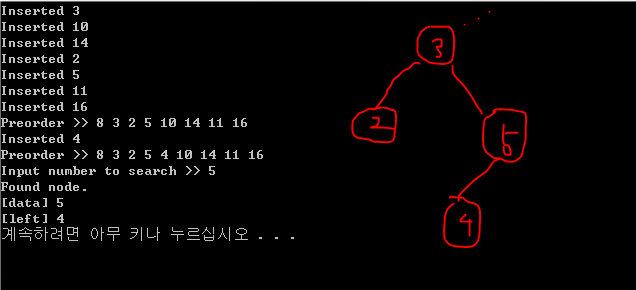 Inserted 3
Inserted 10
Inserted 14
Inserted 2
Inserted 5
Inserted 11
Inserted 16
Preorder >> 8 3 2 5 10 14 11 16
Inserted 4
Preorder >> 8 3 2 5 4 10 14 11 16
Input number to search >> 5
Found node.
[data] 5
[left] 4
계속하려면 아무 키나 누르십시오 . . .
3
2
5
4